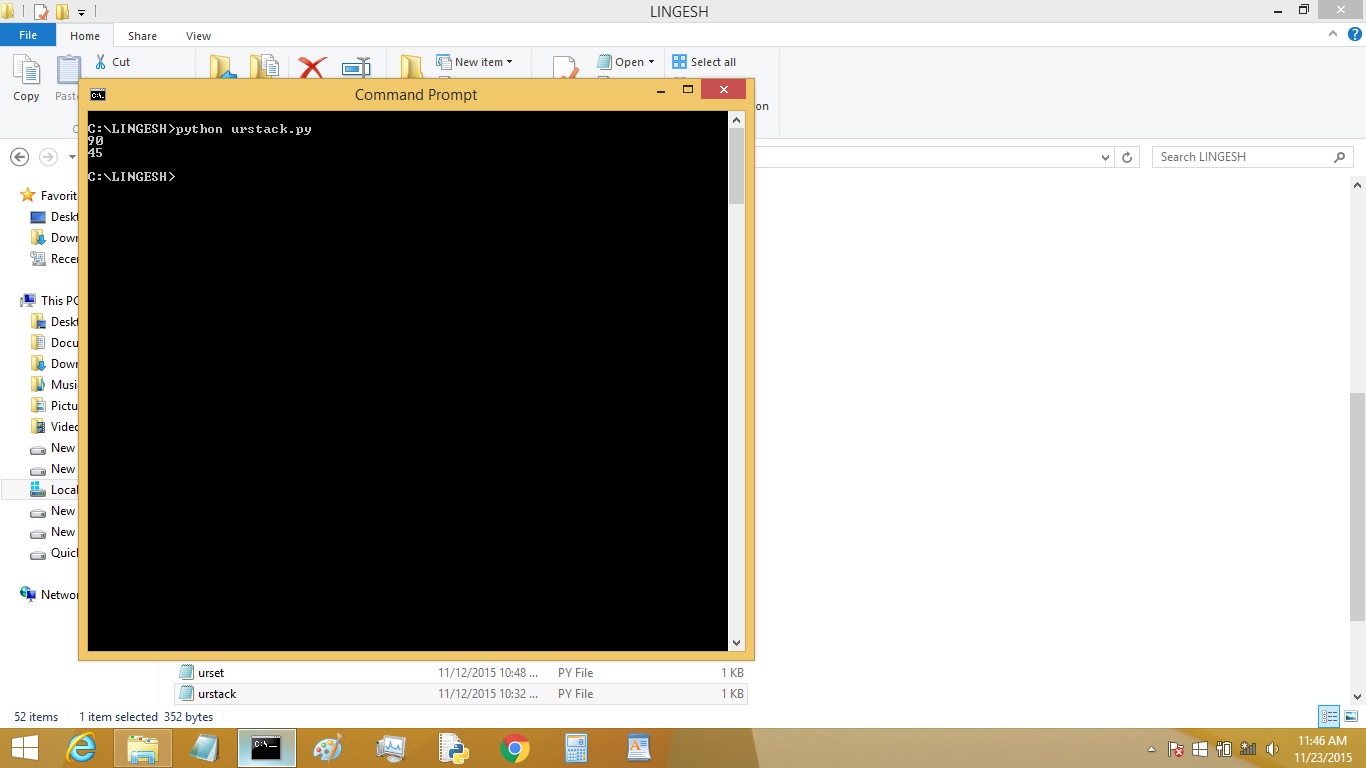 LINGESH
File Home Share View
Cut
New item
Open
Select all
Copy
Command Prompt
C:\LINGESH>python urstack.py
90
45
C:\LINGESH>
Search LINGESH
Favorit
Deskt
Down
Recen
This PC
Deskt
Docu
Down
Music
Pictu
Video
New
New
Local
New
New
Quick
Networ
urset 11/12/2015 10:48 ... PY File 1 KB
urstack 11/12/2015 10:32 ... PY File 1 KB
52 items 1 item selected 352 bytes
11:46 AM
11/23/2015